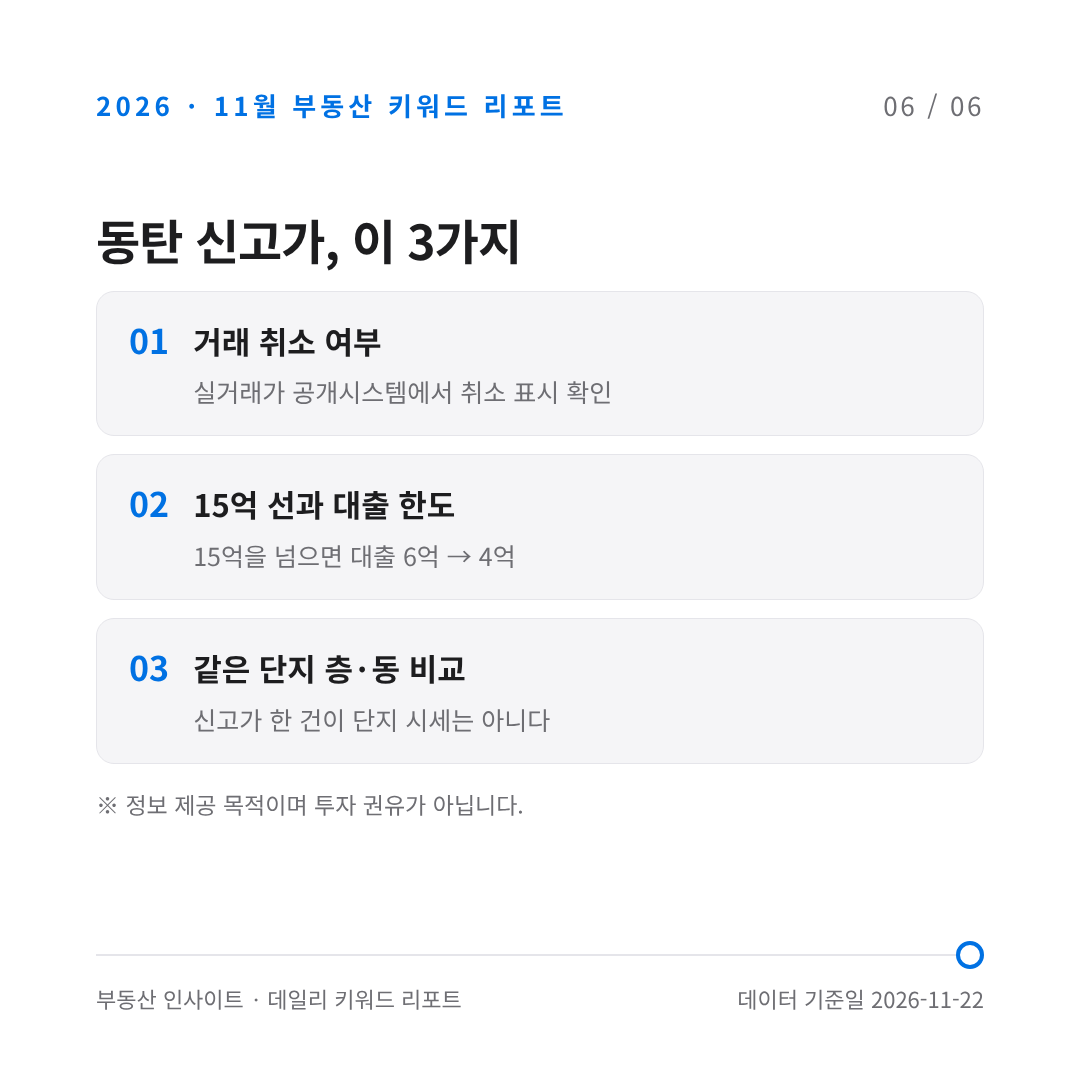 2026 · 11월 부동산 키워드 리포트
06 / 06
동탄 신고가, 이 3가지
01 거래 취소 여부
실거래가 공개시스템에서 취소 표시 확인
02 15억 선과 대출 한도
15억을 넘으면 대출 6억 → 4억
03 같은 단지 층·동 비교
신고가 한 건이 단지 시세는 아니다
※ 정보 제공 목적이며 투자 권유가 아닙니다.
부동산 인사이트 · 데일리 키워드 리포트
데이터 기준일 2026-11-22